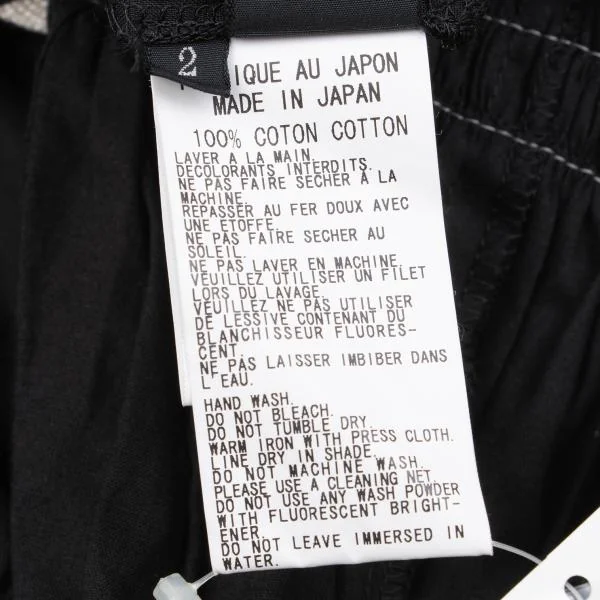 2
IQUE AU JAPON
MADE IN JAPAN
100% COTON COTTON
LAVER A LA MAIN.
DECOLORANTS INTERDITS.
NE PAS FAIRE SECHER A LA
MACHINE.
REPASSER AU FER DOUX AVEC
UNE ETOFFE.
NE PAS FAIRE SECHER AU
SOLEIL.
NE PAS LAVER EN MACHINE.
VEUILLEZ UTILISER UN FILET
LORS DU LAVAGE.
VEUILLEZ NE PAS UTILISER
DE LESSIVE CONTENANT DU
BLANCHISSEUR FLUORES-
CENT.
NE PAS LAISSER IMBIBER DANS
L'EAU.
HAND WASH.
DO NOT BLEACH.
DO NOT TUMBLE DRY.
WARM IRON WITH PRESS CLOTH.
LINE DRY IN SHADE.
DO NOT MACHINE WASH.
PLEASE USE A CLEANING NET.
DO NOT USE ANY WASH POWDER
WITH FLUORESCENT BRIGHT-
ENER.
DO NOT LEAVE IMMERSED IN
WATER.